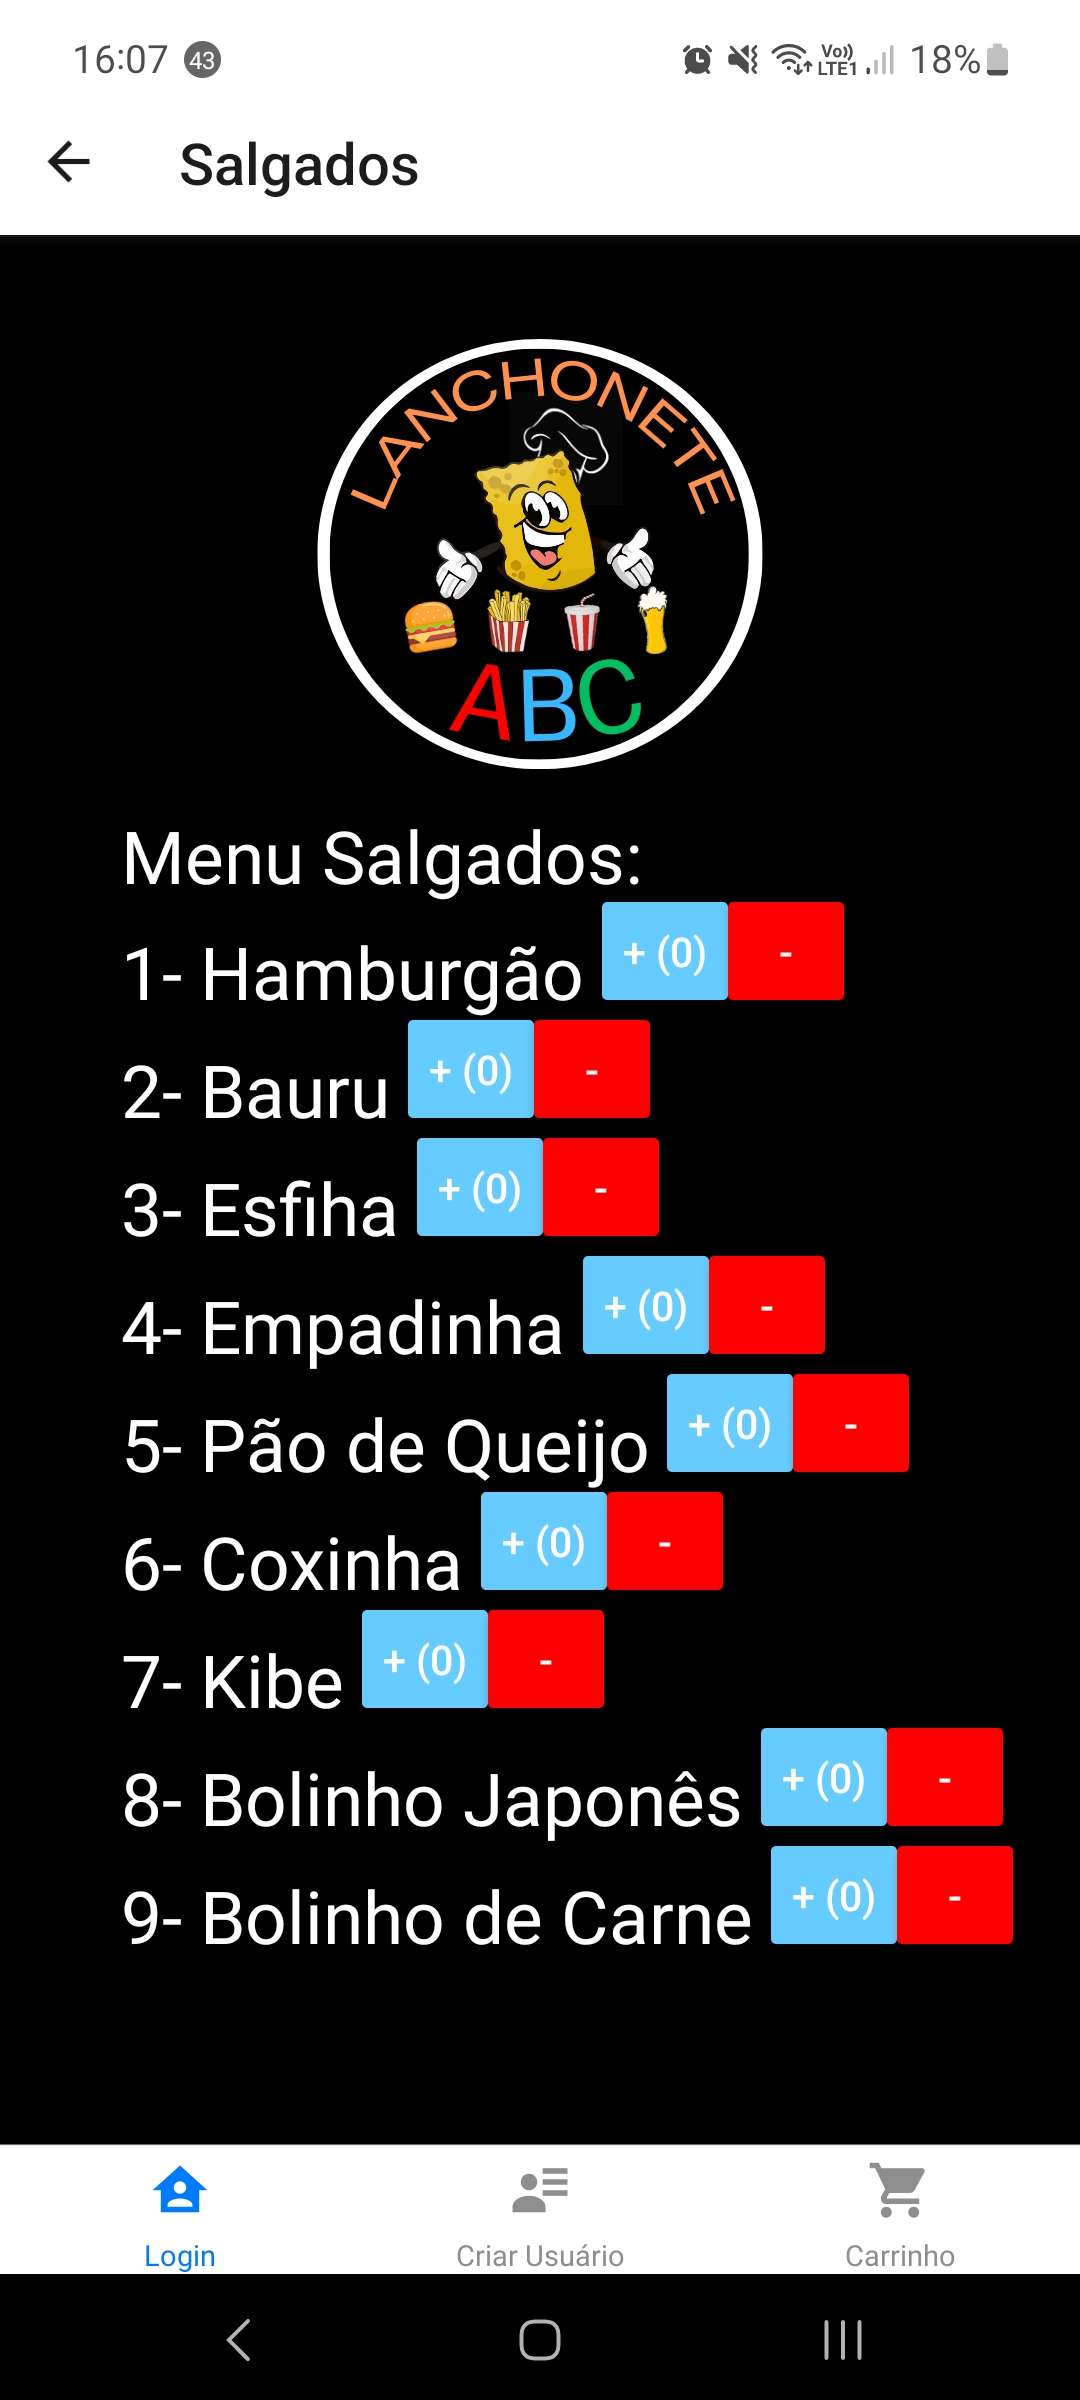 16:07 43 Vo)) LTE1 18%
Salgados
LANCHONETE
ABC
Menu Salgados:
1- Hamburgão + (0) -
2- Bauru + (0) -
3- Esfiha + (0) -
4- Empadinha + (0) -
5- Pão de Queijo + (0) -
6- Coxinha + (0) -
7- Kibe + (0) -
8- Bolinho Japonês + (0) -
9- Bolinho de Carne + (0) -
Login Criar Usuário Carrinho